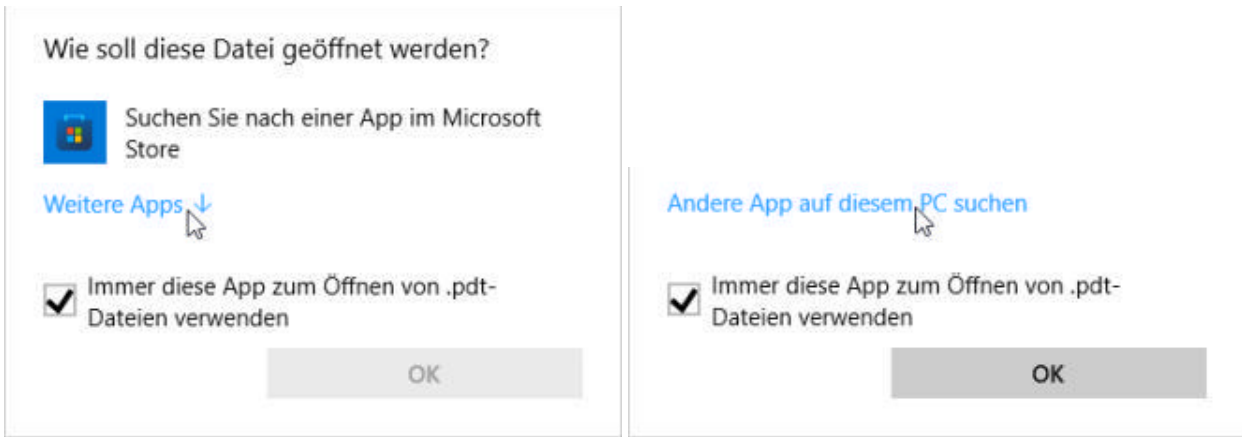 Wie soll diese Datei geöffnet werden?
Suchen Sie nach einer App im Microsoft
Store
Weitere Apps ↓
Immer diese App zum Öffnen von .pdt-
Dateien verwenden
OK
Andere App auf diesem PC suchen
Immer diese App zum Öffnen von .pdt-
Dateien verwenden
OK